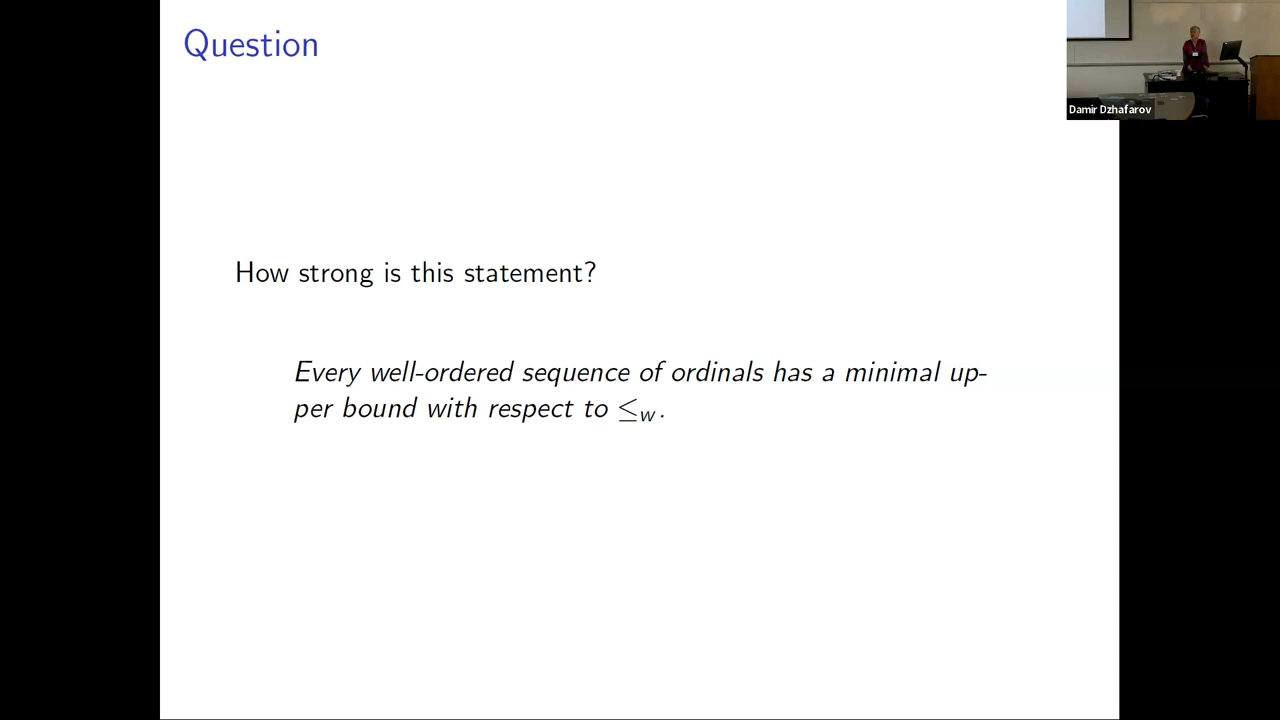 Question
Damir Dzhafarov
How strong is this statement?
Every well-ordered sequence of ordinals has a minimal up-
per bound with respect to ≤w.